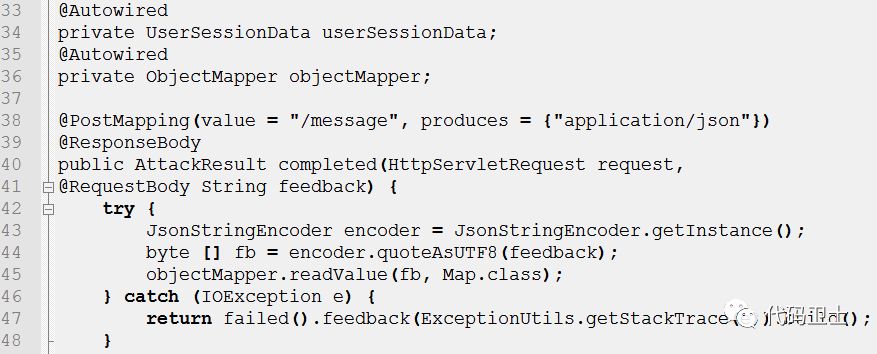 33 @Autowired
34 private UserSessionData userSessionData;
35 @Autowired
36 private ObjectMapper objectMapper;
37
38 @PostMapping(value = "/message", produces = {"application/json"})
39 @ResponseBody
40 public AttackResult completed(HttpServletRequest request,
41 @RequestBody String feedback) {
42 try {
43 JsonStringEncoder encoder = JsonStringEncoder.getInstance();
44 byte [] fb = encoder.quoteAsUTF8(feedback);
45 objectMapper.readValue(fb, Map.class);
46 } catch (IOException e) {
47 return failed().feedback(ExceptionUtils.getStackTrace( ();
48 }
代码卫士